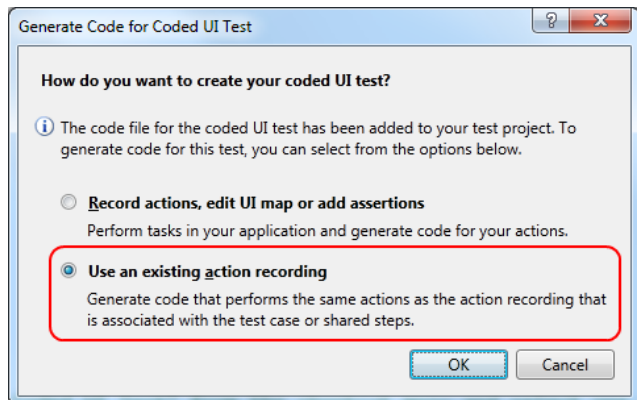 Generate Code for Coded UI Test
How do you want to create your coded UI test?
The code file for the coded UI test has been added to your test project. To
generate code for this test, you can select from the options below.
Record actions, edit UI map or add assertions
Perform tasks in your application and generate code for your actions.
Use an existing action recording
Generate code that performs the same actions as the action recording that
is associated with the test case or shared steps.
OK Cancel